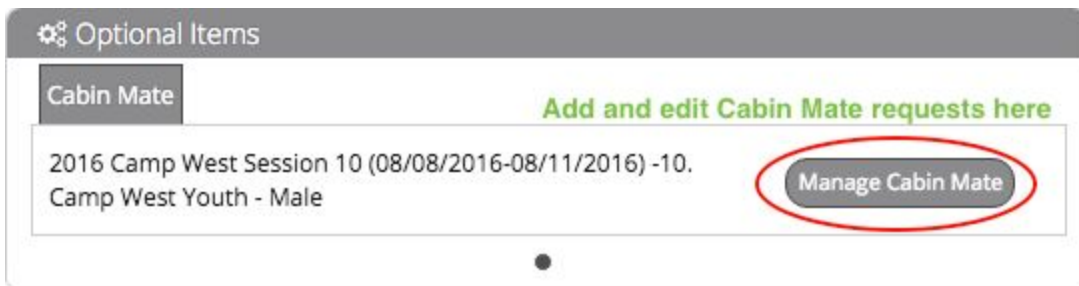 Optional Items
Cabin Mate
Add and edit Cabin Mate requests here
2016 Camp West Session 10 (08/08/2016-08/11/2016) -10.
Camp West Youth - Male
Manage Cabin Mate